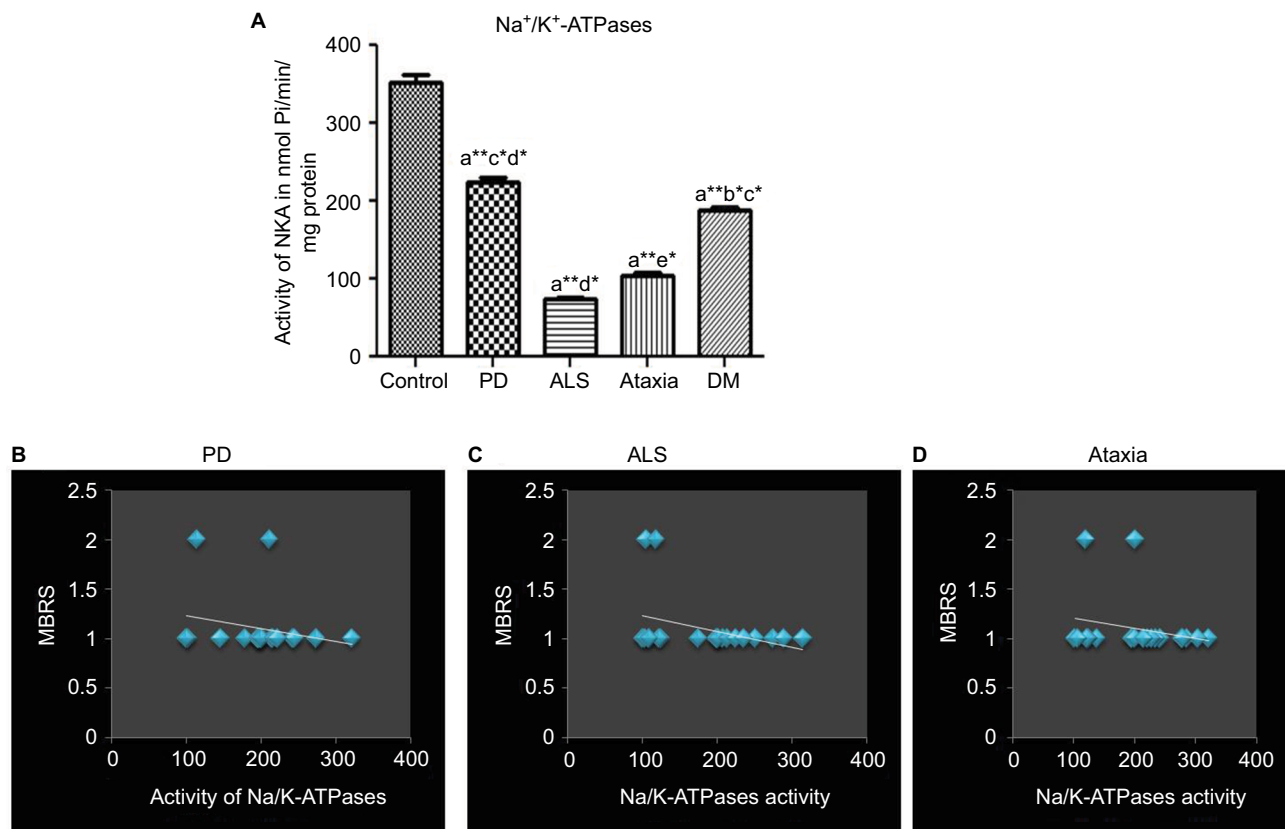 A
Na⁺/K⁺-ATPases
Activity of NKA in nmol Pi/min/
mg protein
400
300
200
100
0
a**c*d*
a**d*
a**e*
a**b*c*
Control PD ALS Ataxia DM
B PD
MBRS
2.5
2
1.5
1
0.5
0
0 100 200 300 400
Activity of Na/K-ATPases
C ALS
MBRS
2.5
2
1.5
1
0.5
0
0 100 200 300 400
Na/K-ATPases activity
D Ataxia
MBRS
2.5
2
1.5
1
0.5
0
0 100 200 300 400
Na/K-ATPases activity